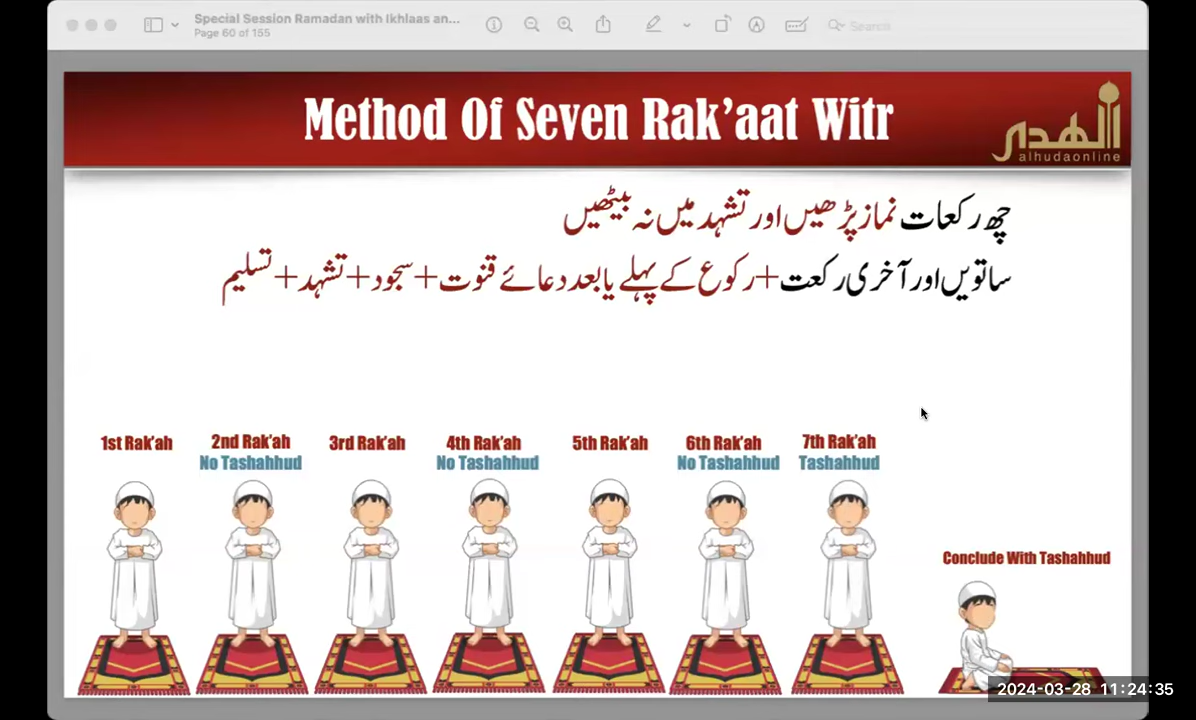 Special Session Ramadan with Ikhlaas an...
Page 60 of 155
Search
Method Of Seven Rak'aat Witr
الهدى
alhudaonline
چھ رکعات نماز پڑھیں اور تشہد میں نہ بیٹھیں
ساتویں اور آخری رکعت+رکوع کے پہلے یا بعد دعائے قنوت+سجود+تشہد+تسلیم
1st Rak'ah
2nd Rak'ah
No Tashahhud
3rd Rak'ah
4th Rak'ah
No Tashahhud
5th Rak'ah
6th Rak'ah
No Tashahhud
7th Rak'ah
Tashahhud
Conclude With Tashahhud
2024-03-28 11:24:35